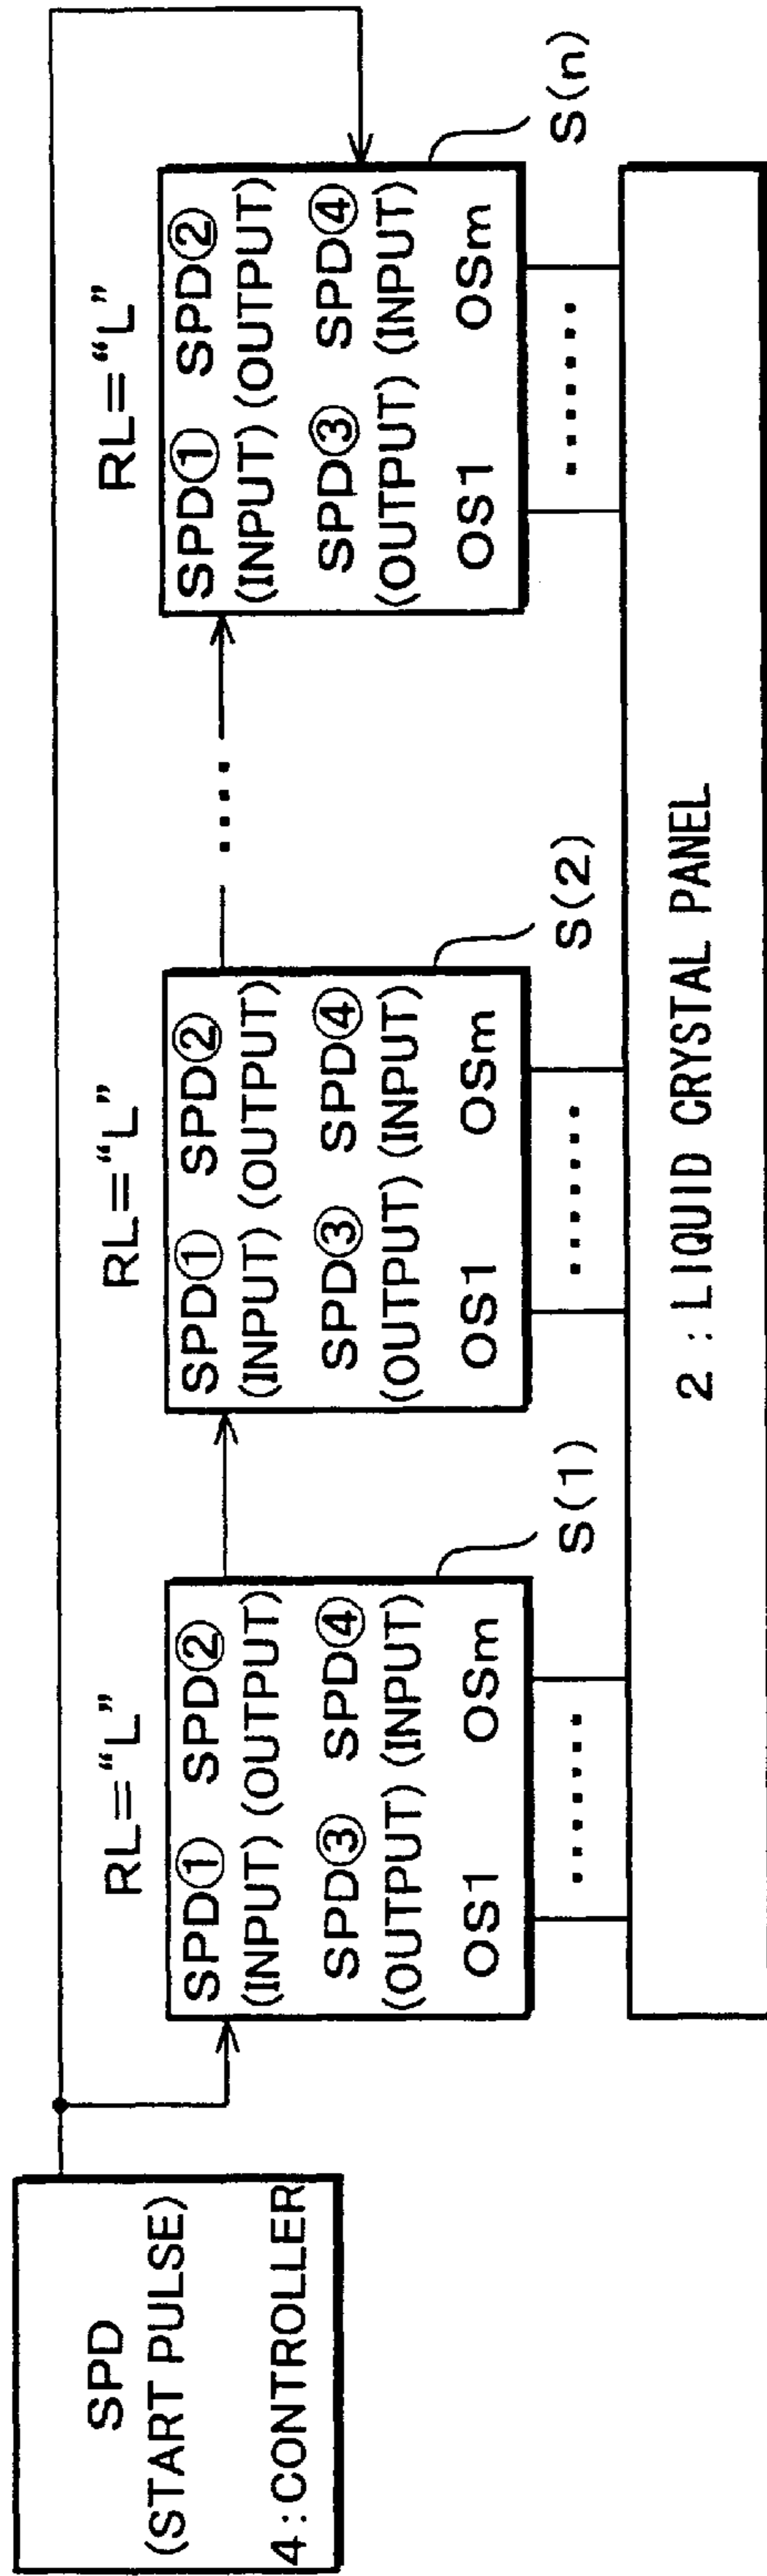 SPD
(START PULSE)
4:CONTROLLER
RL=“L”
SPD① SPD②
(INPUT) (OUTPUT)
SPD③ SPD④
(OUTPUT) (INPUT)
OS1 OSm
S(1)
RL=“L”
SPD① SPD②
(INPUT) (OUTPUT)
SPD③ SPD④
(OUTPUT) (INPUT)
OS1 OSm
S(2)
RL=“L”
SPD① SPD②
(INPUT) (OUTPUT)
SPD③ SPD④
(OUTPUT) (INPUT)
OS1 OSm
S(n)
2 : LIQUID CRYSTAL PANEL